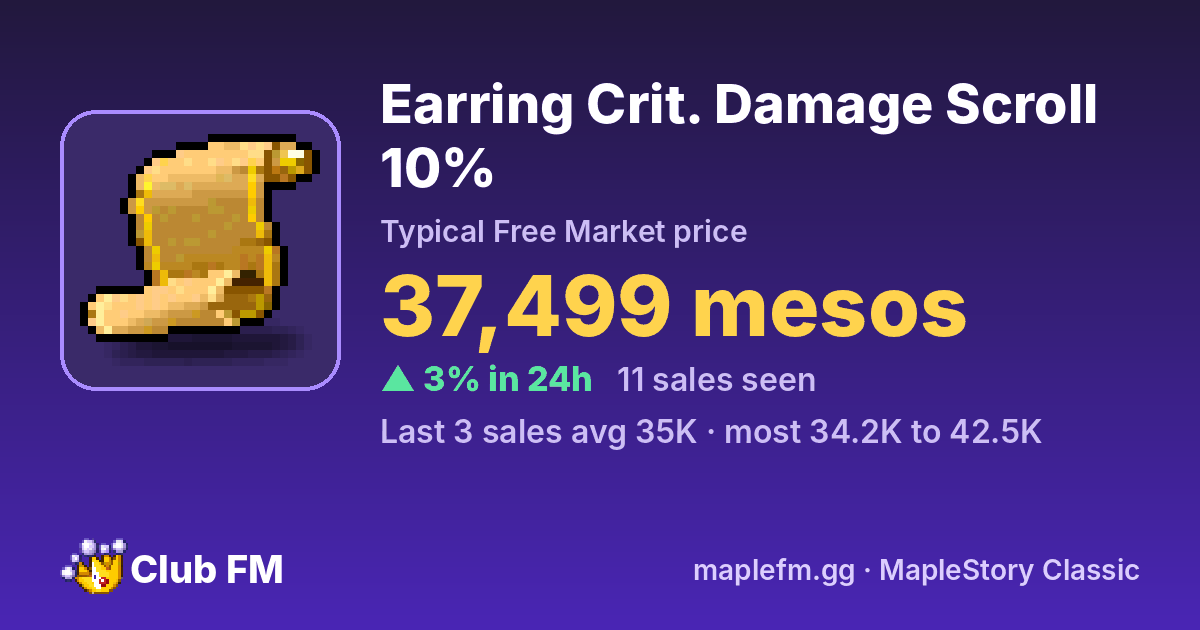 Earring Crit. Damage Scroll
10%
Typical Free Market price
37,499 mesos
▲ 3% in 24h 11 sales seen
Last 3 sales avg 35K · most 34.2K to 42.5K
Club FM
maplefm.gg · MapleStory Classic